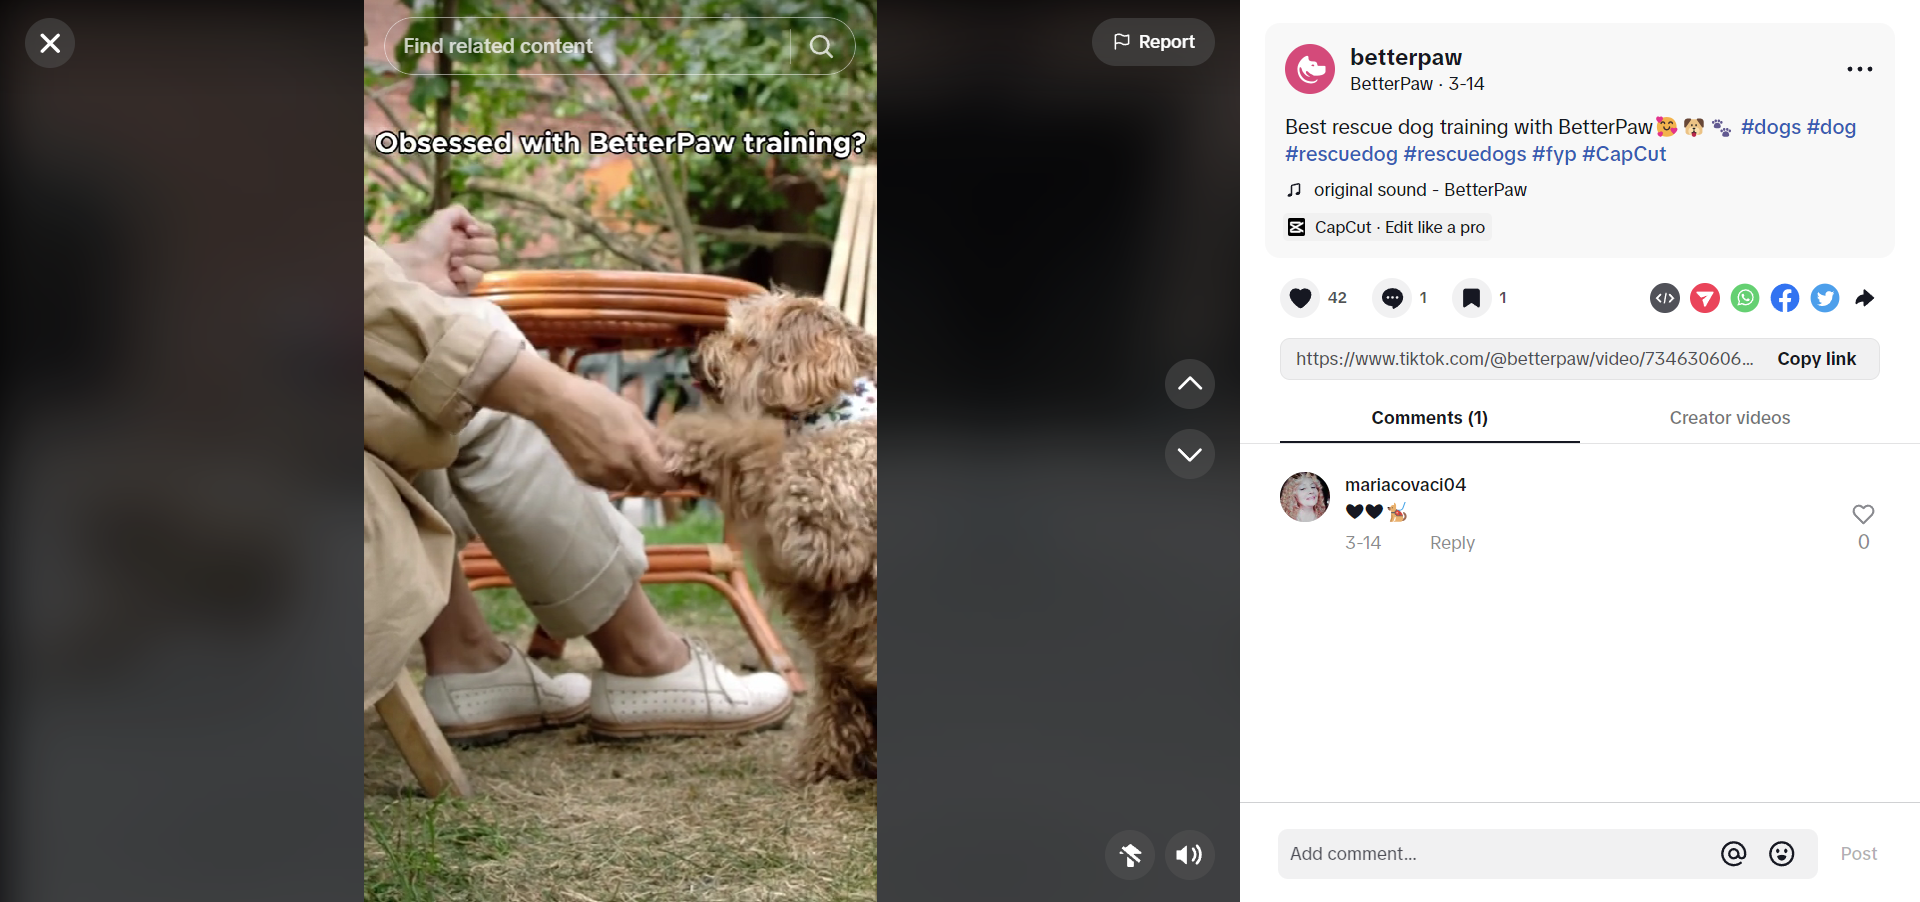 Find related content
Report
Obsessed with BetterPaw training?
betterpaw
BetterPaw · 3-14
Best rescue dog training with BetterPaw🥰 🐶 🐾 #dogs #dog
#rescuedog #rescuedogs #fyp #CapCut
original sound - BetterPaw
CapCut · Edit like a pro
42
1
1
https://www.tiktok.com/@betterpaw/video/734630606...
Copy link
Comments (1)
Creator videos
mariacovaci04
🖤🖤🐕‍🦺
3-14
Reply
0
Add comment...
Post